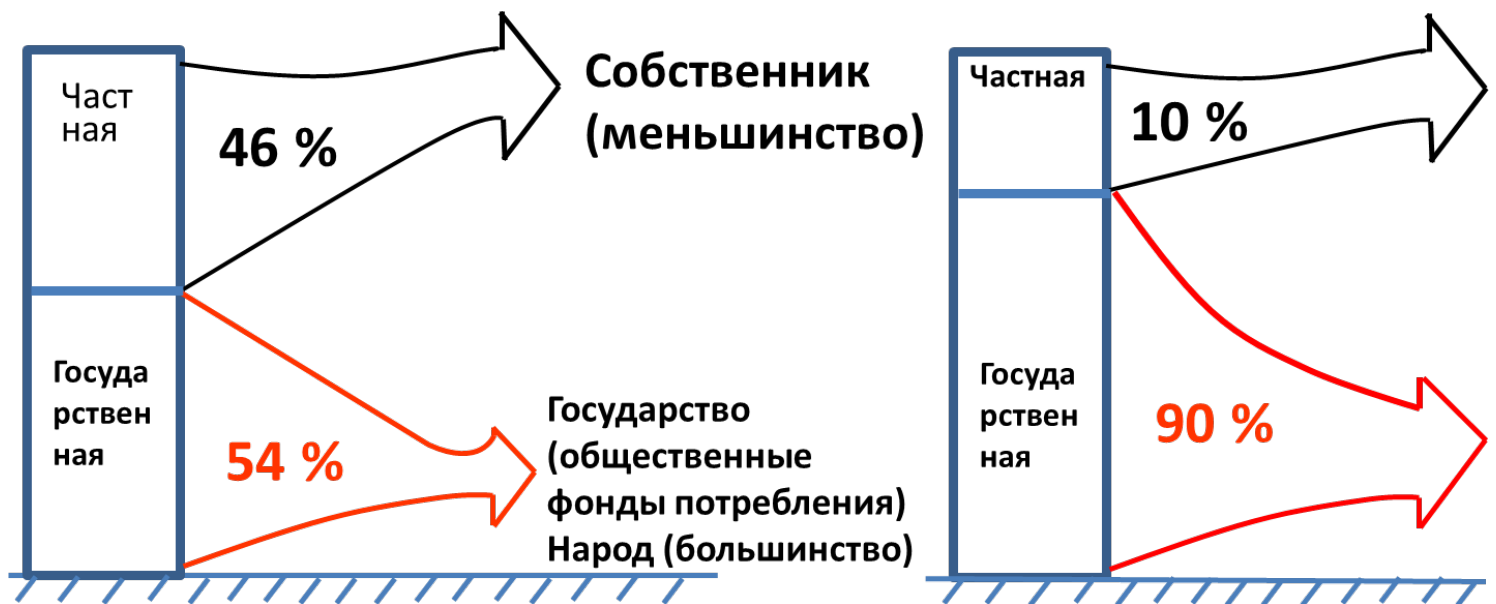 Част
ная
46 %
Собственник
(меньшинство)
Госуда
рствен
ная
54 %
Государство
(общественные
фонды потребления)
Народ (большинство)
Частная
10 %
Госуда
рствен
ная
90 %